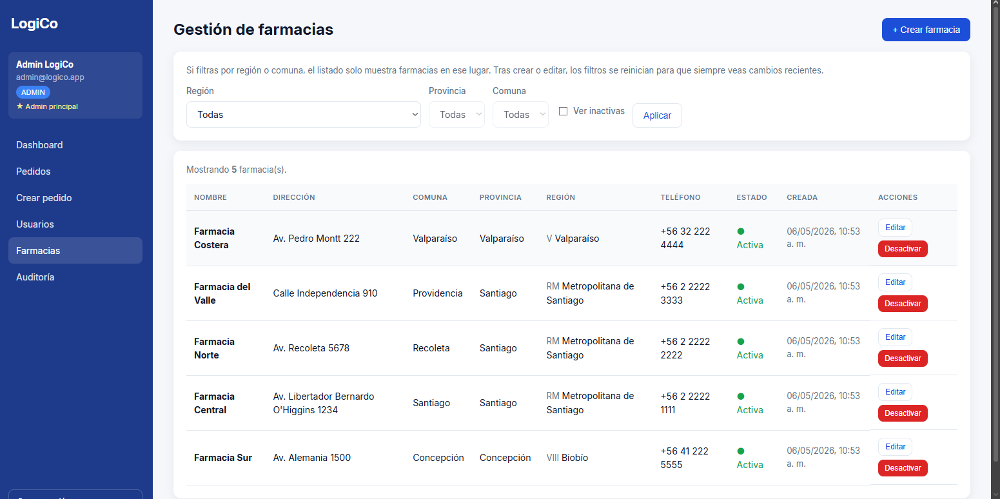 LogiCo
Admin LogiCo
admin@logico.app
ADMIN
★ Admin principal
Dashboard
Pedidos
Crear pedido
Usuarios
Farmacias
Auditoría
Gestión de farmacias
+ Crear farmacia
Si filtras por región o comuna, el listado solo muestra farmacias en ese lugar. Tras crear o editar, los filtros se reinician para que siempre veas cambios recientes.
Región
Provincia
Comuna
Todas
Todas
Todas
Ver inactivas
Aplicar
Mostrando 5 farmacia(s).
NOMBRE DIRECCIÓN COMUNA PROVINCIA REGIÓN TELÉFONO ESTADO CREADA ACCIONES
Farmacia
Costera
Av. Pedro Montt 222
Valparaíso
Valparaíso
V Valparaíso
+56 32 222
4444
Activa
06/05/2026, 10:53
a. m.
Editar
Desactivar
Farmacia del
Valle
Calle Independencia 910
Providencia
Santiago
RM Metropolitana de
Santiago
+56 2 2222
3333
Activa
06/05/2026, 10:53
a. m.
Editar
Desactivar
Farmacia
Norte
Av. Recoleta 5678
Recoleta
Santiago
RM Metropolitana de
Santiago
+56 2 2222
2222
Activa
06/05/2026, 10:53
a. m.
Editar
Desactivar
Farmacia
Central
Av. Libertador Bernardo
O'Higgins 1234
Santiago
Santiago
RM Metropolitana de
Santiago
+56 2 2222
1111
Activa
06/05/2026, 10:53
a. m.
Editar
Desactivar
Farmacia Sur
Av. Alemania 1500
Concepción
Concepción
VIII Biobío
+56 41 222
5555
Activa
06/05/2026, 10:53
a. m.
Editar
Desactivar